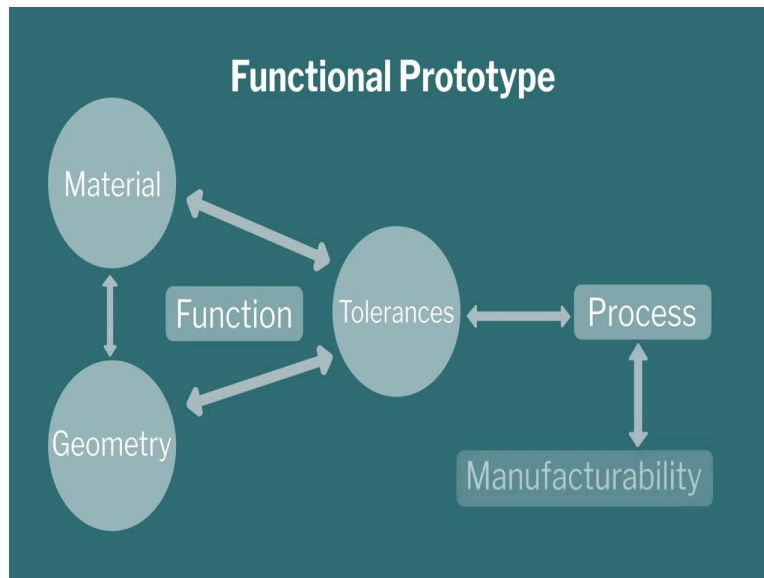 Functional Prototype
Material
Function
Tolerances
Process
Geometry
Manufacturability